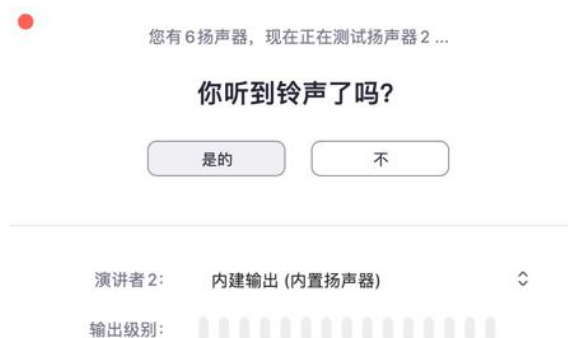 您有6扬声器，现在正在测试扬声器2 ...
你听到铃声了吗?
是的
不
演讲者2:
内建输出 (内置扬声器)
输出级别: